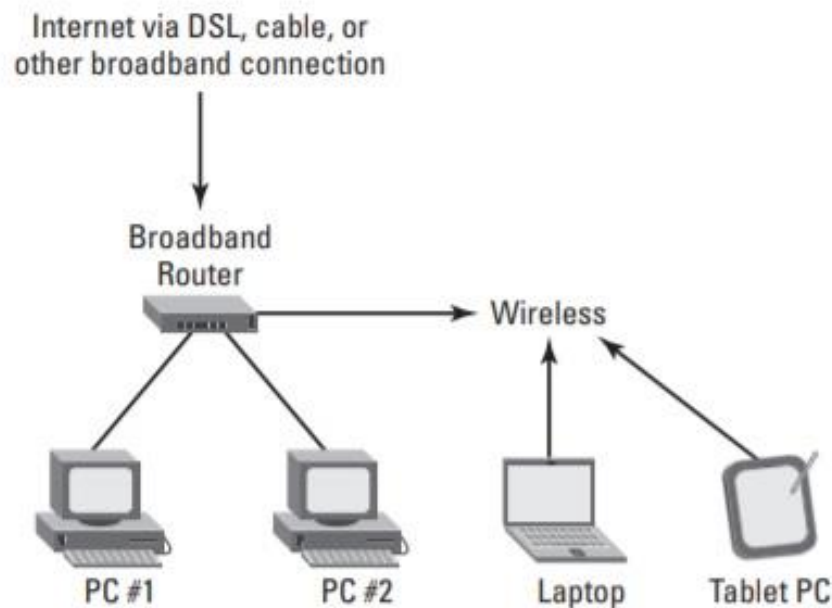 Internet via DSL, cable, or
other broadband connection
Broadband
Router
Wireless
PC #1
PC #2
Laptop
Tablet PC